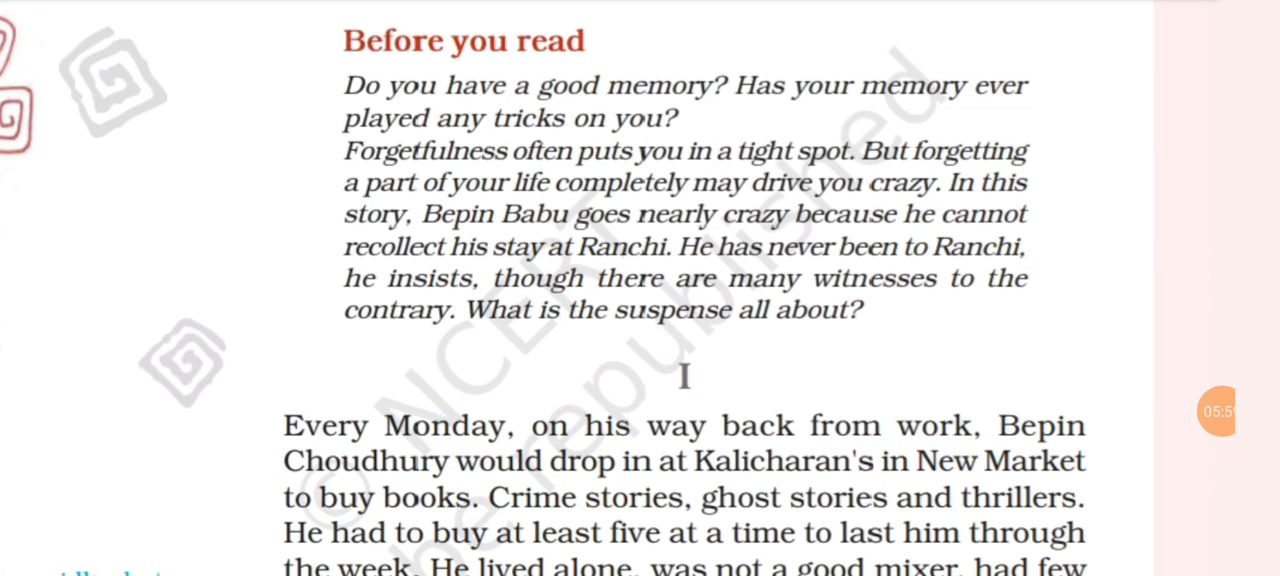 Before you read
Do you have a good memory? Has your memory ever
played any tricks on you?
Forgetfulness often puts you in a tight spot. But forgetting
a part of your life completely may drive you crazy. In this
story, Bepin Babu goes nearly crazy because he cannot
recollect his stay at Ranchi. He has never been to Ranchi,
he insists, though there are many witnesses to the
contrary. What is the suspense all about?
I
Every Monday, on his way back from work, Bepin
Choudhury would drop in at Kalicharan's in New Market
to buy books. Crime stories, ghost stories and thrillers.
He had to buy at least five at a time to last him through
the week. He lived alone, was not a good mixer, had few
© NCERT
be republished